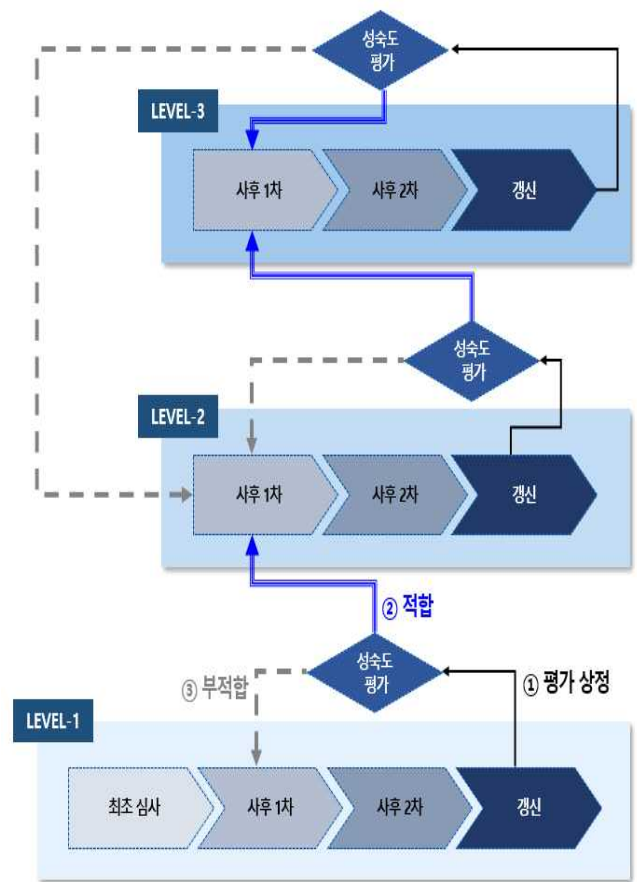 성숙도
평가
LEVEL-3
사후 1차
사후 2차
갱신
성숙도
평가
LEVEL-2
사후 1차
사후 2차
갱신
② 적합
성숙도
평가
③ 부적합
① 평가 상정
LEVEL-1
최초 심사
사후 1차
사후 2차
갱신